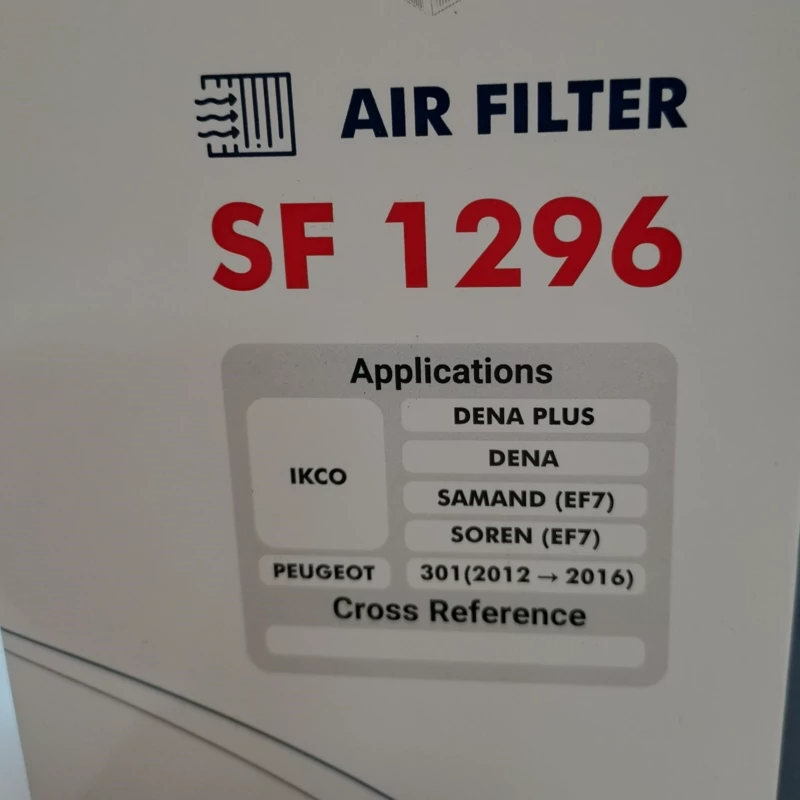 AIR FILTER
SF 1296
Applications
IKCO
DENA PLUS
DENA
SAMAND (EF7)
SOREN (EF7)
PEUGEOT
301(2012 → 2016)
Cross Reference